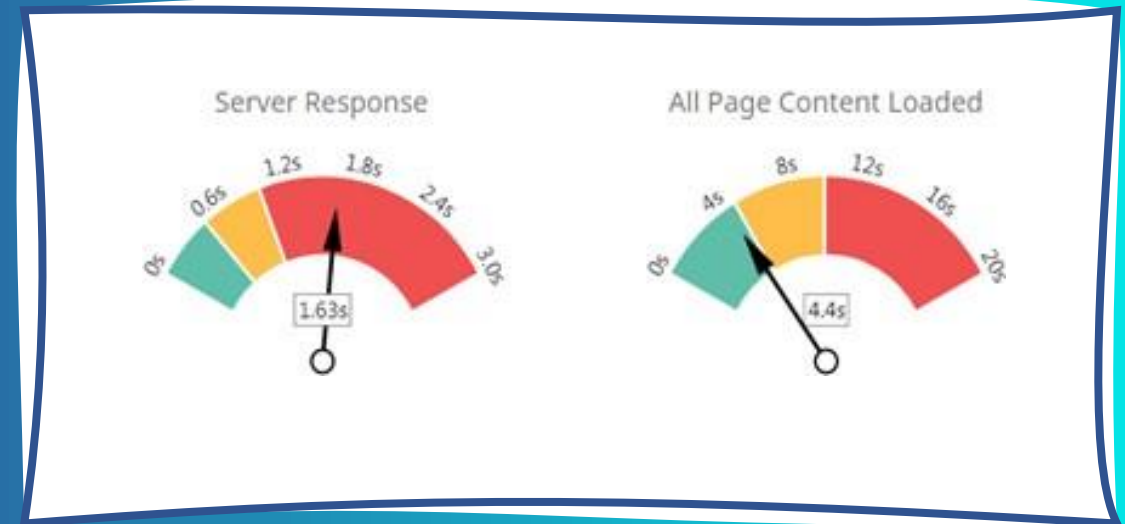 Server Response
0s
0.6s
1.2s
1.8s
2.4s
3.0s
1.63s
All Page Content Loaded
0s
4s
8s
12s
16s
20s
4.4s